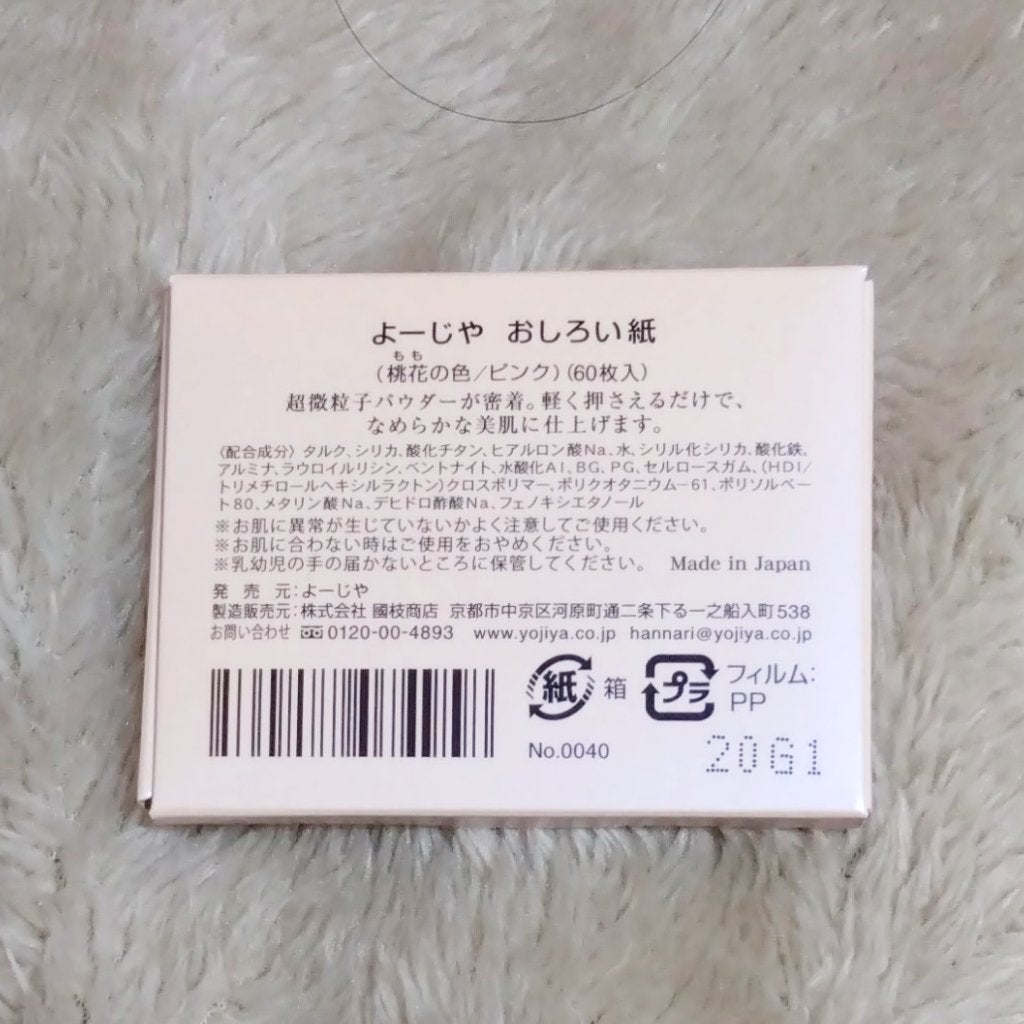 よーじや おしろい紙
もも
(桃花の色/ピンク)(60枚入)
超微粒子パウダーが密着。軽く押さえるだけで、
なめらかな美肌に仕上げます。
〈配合成分〉タルク、シリカ、酸化チタン、ヒアルロン酸Na、水、シリル化シリカ、酸化鉄、
アルミナ、ラウロイルリシン、ベントナイト、水酸化Al、BG、PG、セルロースガム、(HDI/
トリメチロールヘキシルラクトン)クロスポリマー、ポリクオタニウム-61、ポリソルベー
ト80、メタリン酸Na、デヒドロ酢酸Na、フェノキシエタノール
※お肌に異常が生じていないかよく注意してご使用ください。
※お肌に合わない時はご使用をおやめください。
※乳幼児の手の届かないところに保管してください。 Made in Japan
発売元:よーじや
製造販売元:株式会社 國枝商店 京都市中京区河原町通二条下る一之船入町538
お問い合わせ 0120-00-4893 www.yojiya.co.jp hannari@yojiya.co.jp
紙 箱 プラ フィルム:
PP
No.0040
20G1